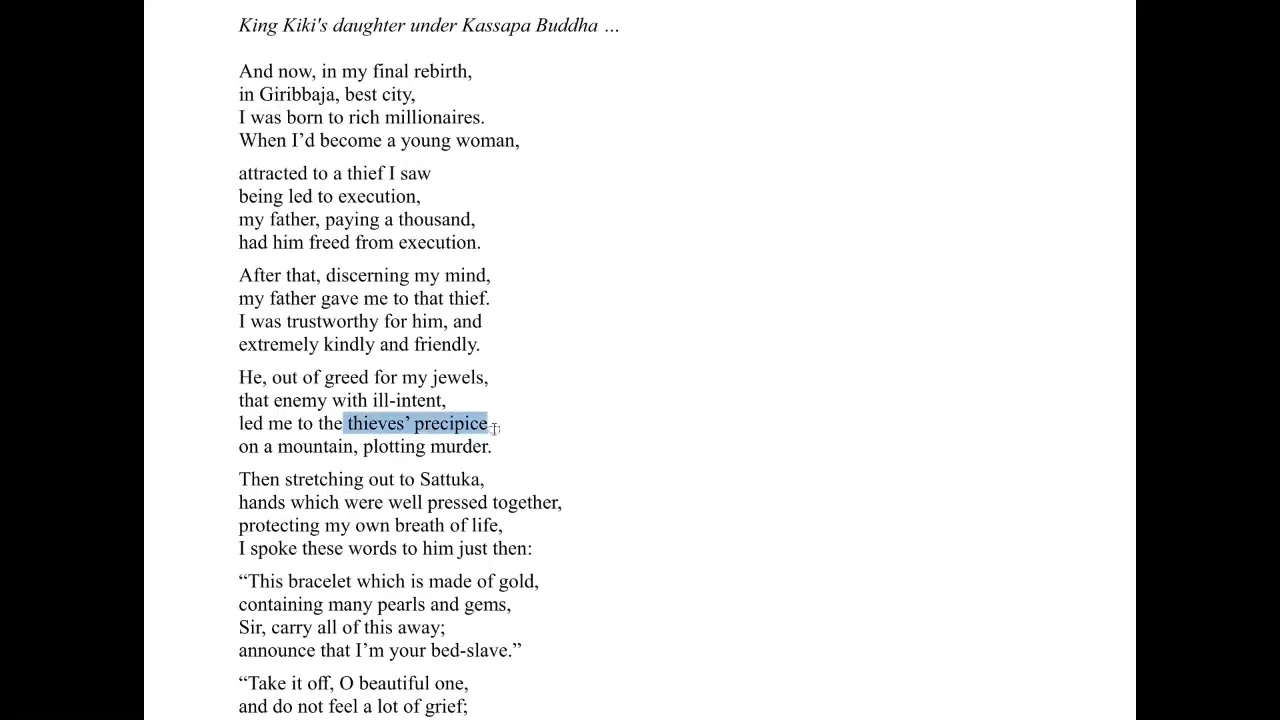 King Kiki's daughter under Kassapa Buddha ...
And now, in my final rebirth,
in Giribbaja, best city,
I was born to rich millionaires.
When I’d become a young woman,
attracted to a thief I saw
being led to execution,
my father, paying a thousand,
had him freed from execution.
After that, discerning my mind,
my father gave me to that thief.
I was trustworthy for him, and
extremely kindly and friendly.
He, out of greed for my jewels,
that enemy with ill-intent,
led me to the thieves’ precipice
on a mountain, plotting murder.
Then stretching out to Sattuka,
hands which were well pressed together,
protecting my own breath of life,
I spoke these words to him just then:
“This bracelet which is made of gold,
containing many pearls and gems,
Sir, carry all of this away;
announce that I’m your bed-slave.”
“Take it off, O beautiful one,
and do not feel a lot of grief;